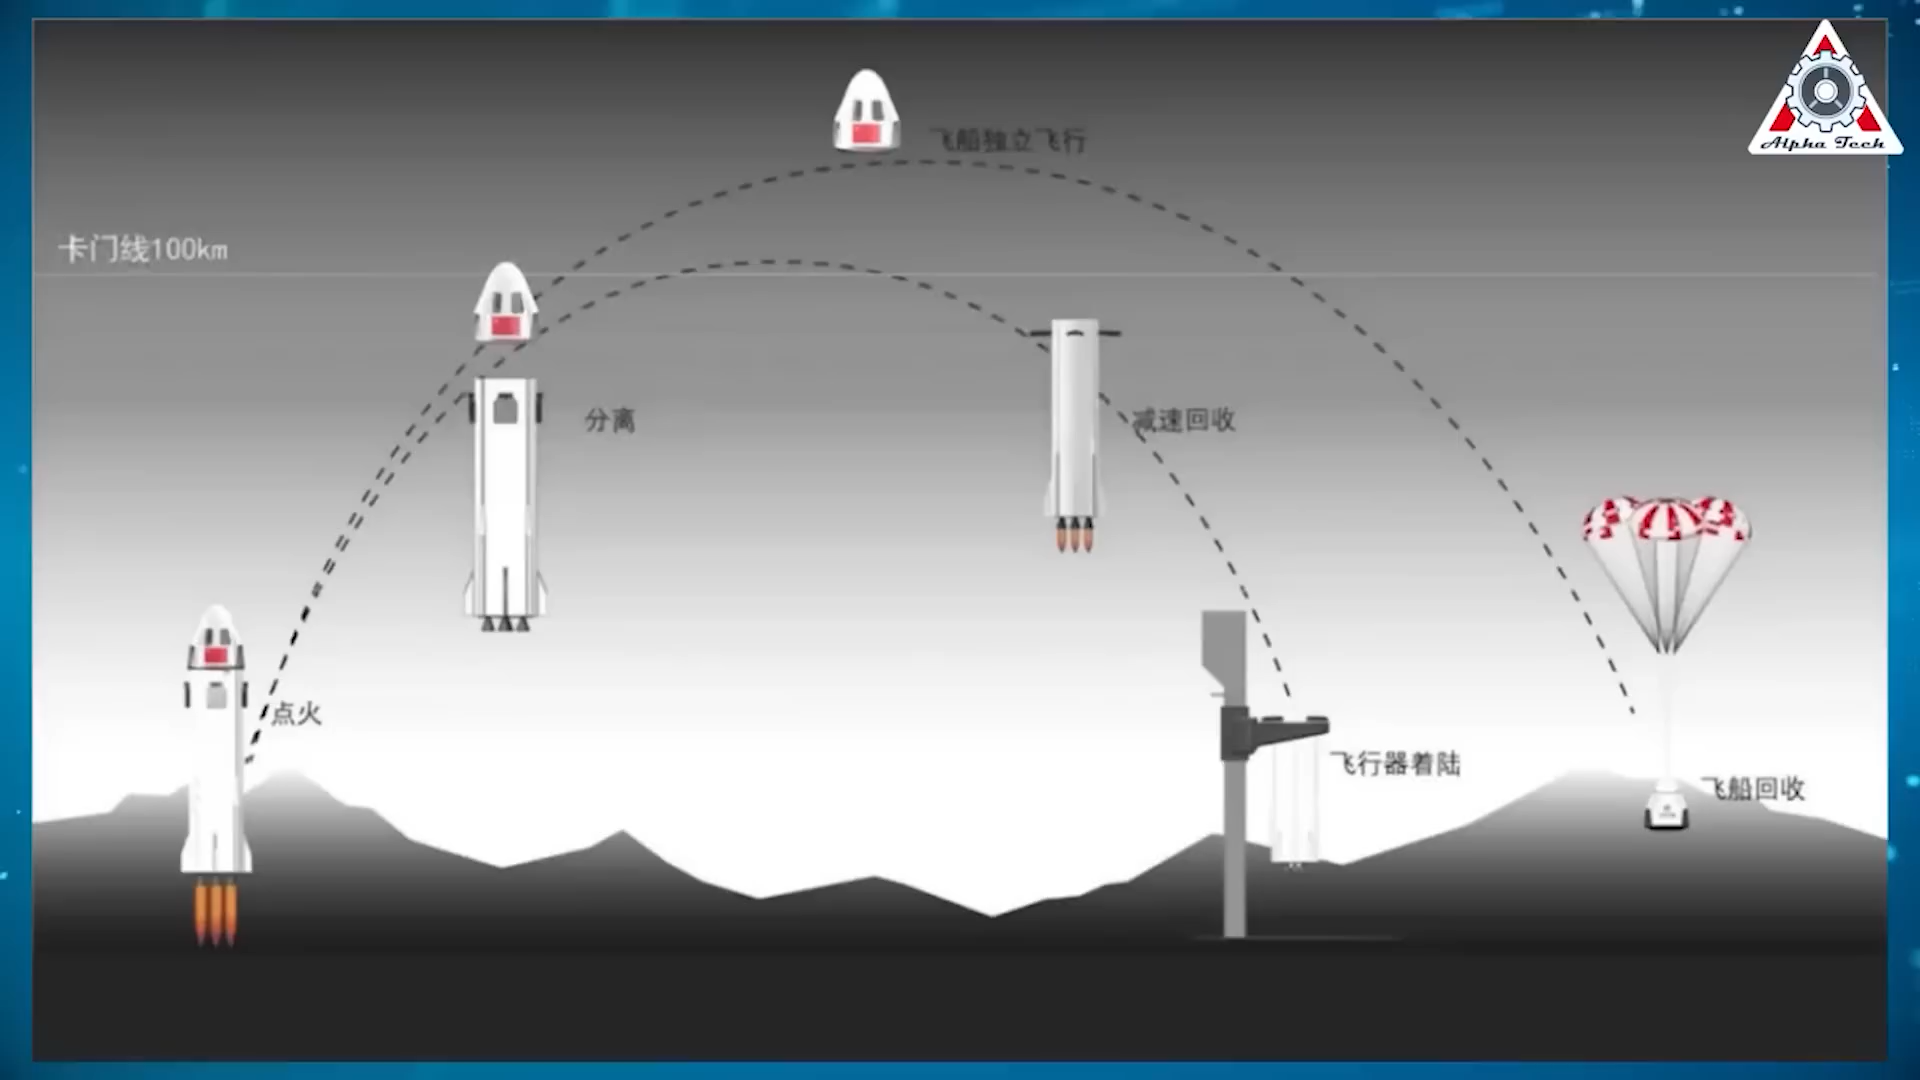 Alpha Tech
飞船独立飞行
卡门线100km
分离
减速回收
点火
飞行器着陆
飞船回收